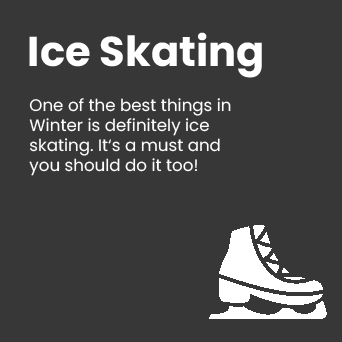 Ice Skating
One of the best things in
Winter is definitely ice
skating. It's a must and
you should do it too!